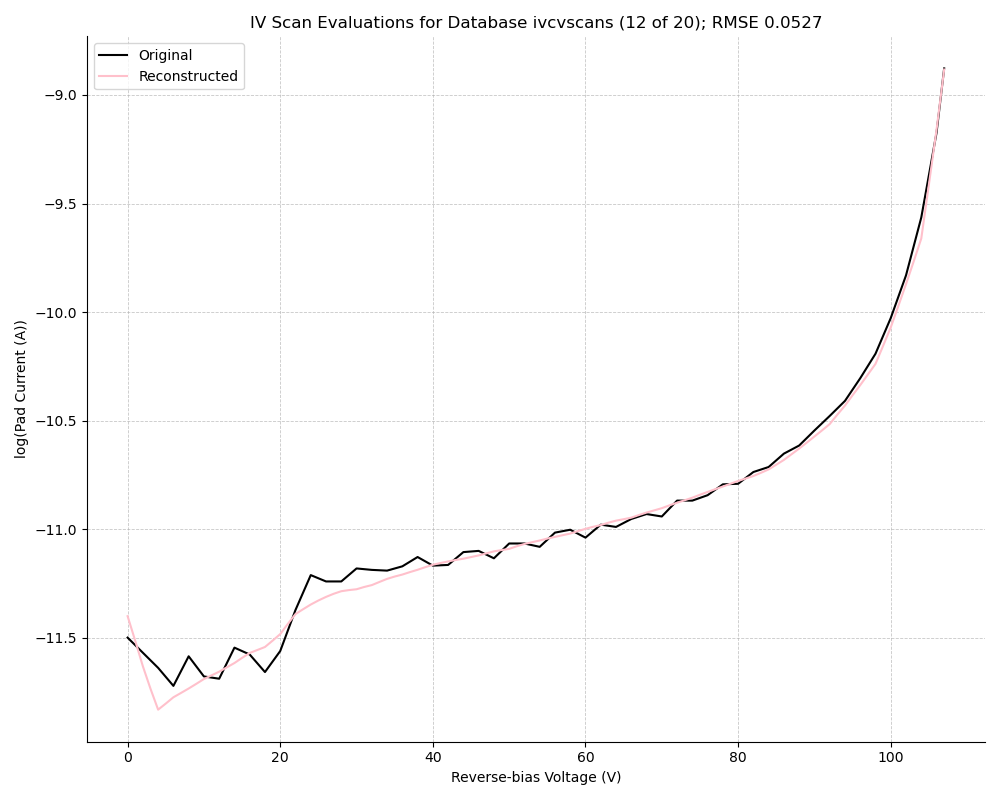 IV Scan Evaluations for Database ivcvscans (12 of 20); RMSE 0.0527
Original
Reconstructed
−9.0
−9.5
−10.0
−10.5
−11.0
−11.5
log(Pad Current (A))
0 20 40 60 80 100
Reverse-bias Voltage (V)